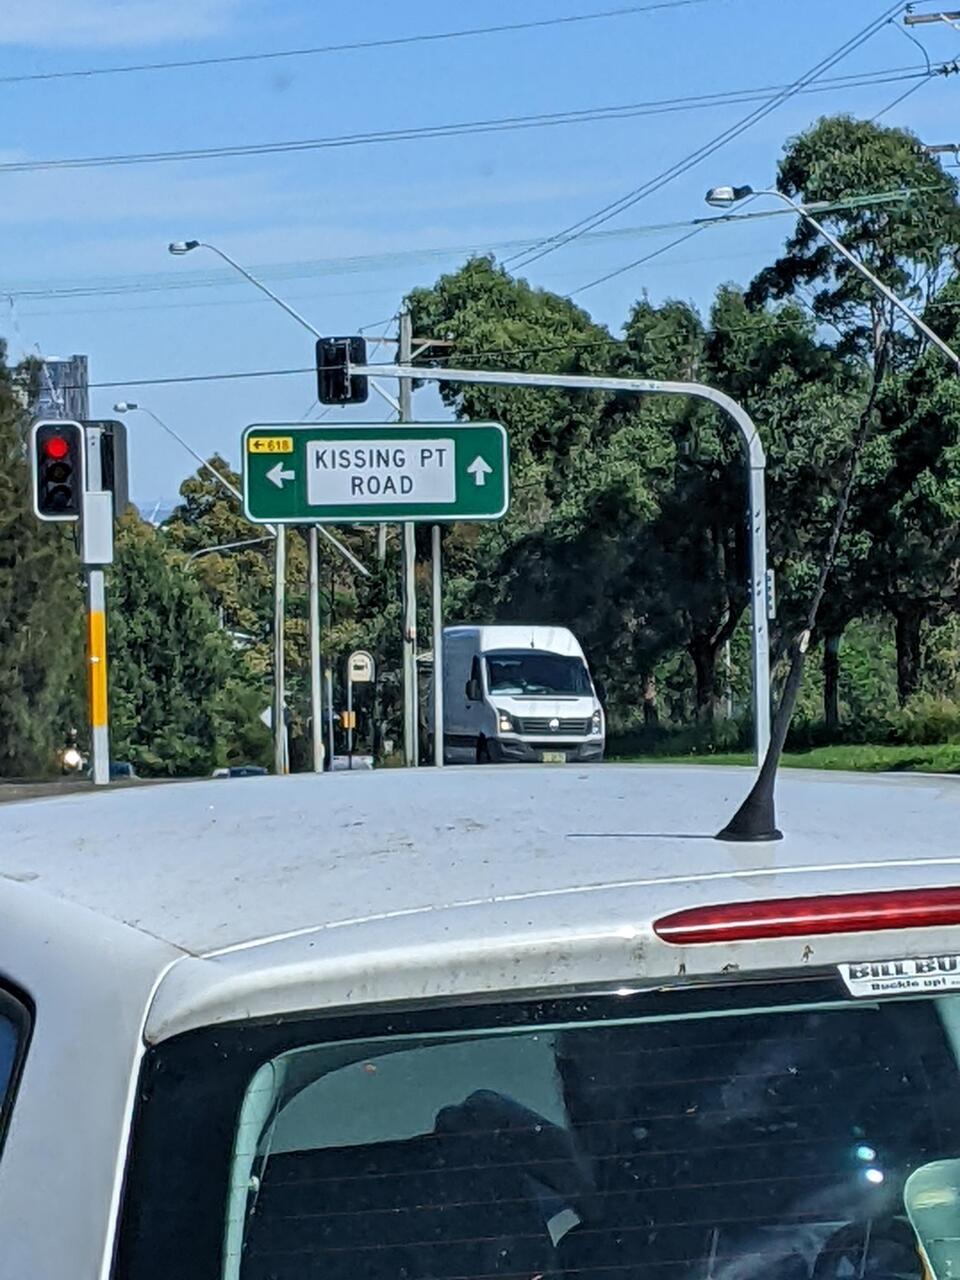 618
KISSING PT
ROAD
BILL BU
Buckle up!